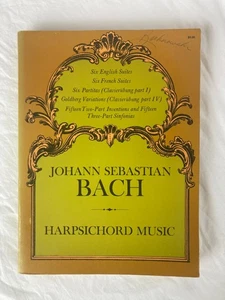 Six English Suites
Six French Suites
Six Partitas (Clavierübung part I)
Goldberg Variations (Clavierübung part IV)
Fifteen Two-Part Inventions and Fifteen
Three-Part Sinfonias
JOHANN SEBASTIAN
BACH
HARPSICHORD MUSIC